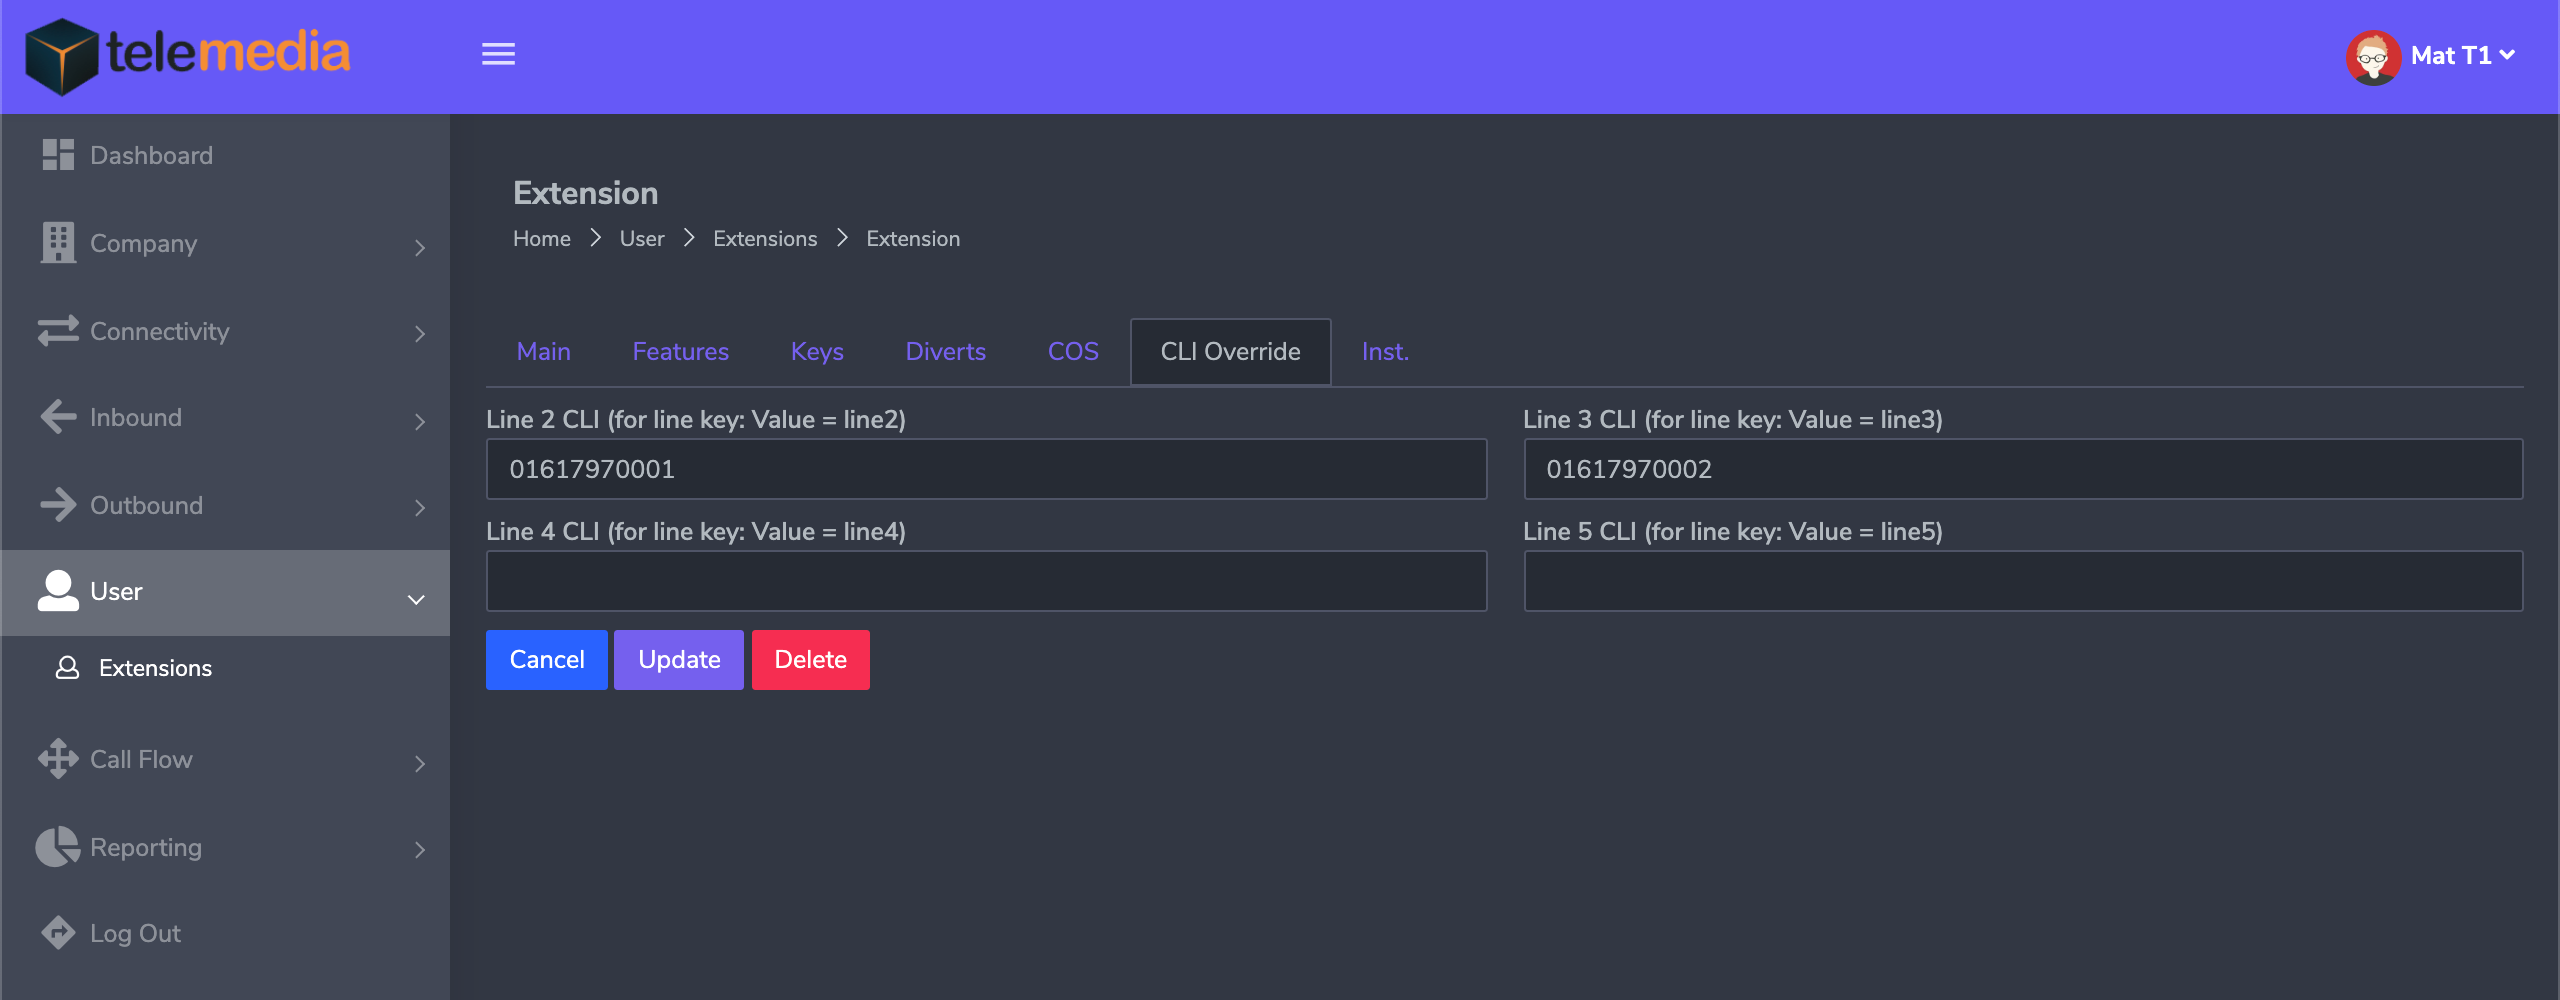 telemedia
Mat T1
Dashboard
Company
Connectivity
Inbound
Outbound
User
Extensions
Call Flow
Reporting
Log Out
Extension
Home > User > Extensions > Extension
Main Features Keys Diverts COS CLI Override Inst.
Line 2 CLI (for line key: Value = line2) Line 3 CLI (for line key: Value = line3)
01617970001 01617970002
Line 4 CLI (for line key: Value = line4) Line 5 CLI (for line key: Value = line5)
Cancel Update Delete